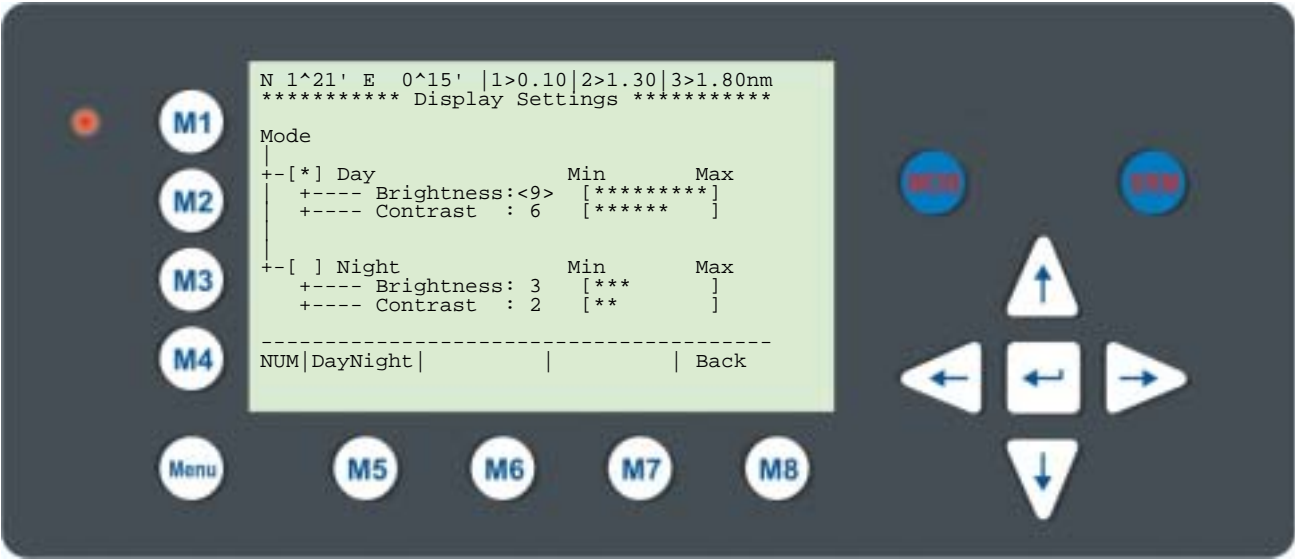 N 1^21' E  0^15' |1>0.10|2>1.30|3>1.80nm
*********** Display Settings ***********
Mode
|
+-[*] Day               Min       Max
|  +---- Brightness:<9>  [*********]
|  +---- Contrast  : 6   [******   ]
|
|
+-[ ] Night             Min       Max
   +---- Brightness: 3   [***      ]
   +---- Contrast  : 2   [**       ]
----------------------------------------
NUM|DayNight|         |         | Back
M1
M2
M3
M4
Menu
M5
M6
M7
M8